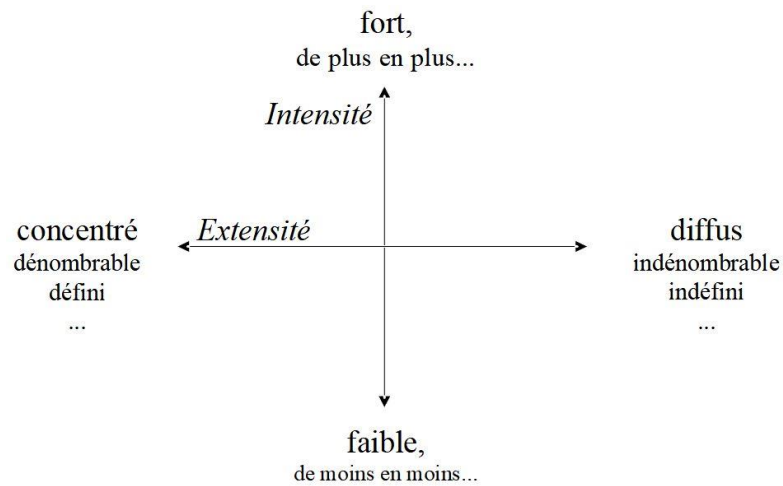 fort,
de plus en plus...
Intensité
concentré
dénombrable
défini
...
Extensité
diffus
indénombrable
indéfini
...
faible,
de moins en moins...